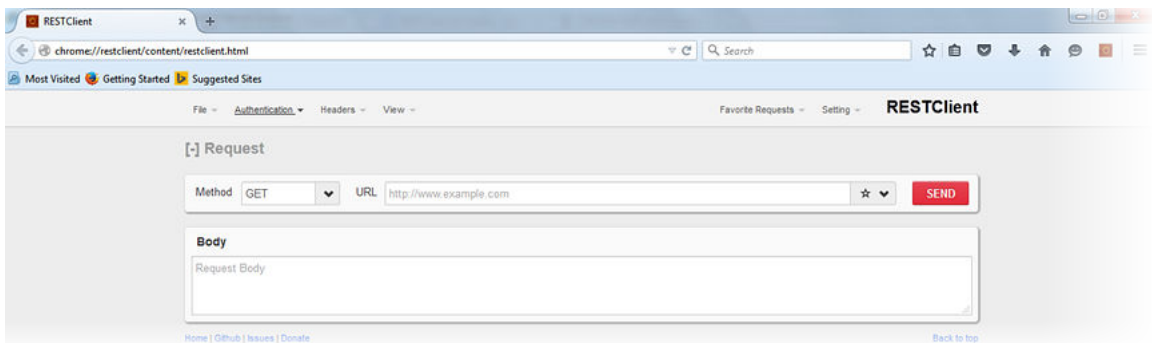 RESTClient
chrome://restclient/content/restclient.html
Search
Most Visited Getting Started Suggested Sites
File Authentication Headers View Favorite Requests Setting RESTClient
[-] Request
Method GET URL http://www.example.com SEND
Body
Request Body
Home | Github | Issues | Donate Back to top